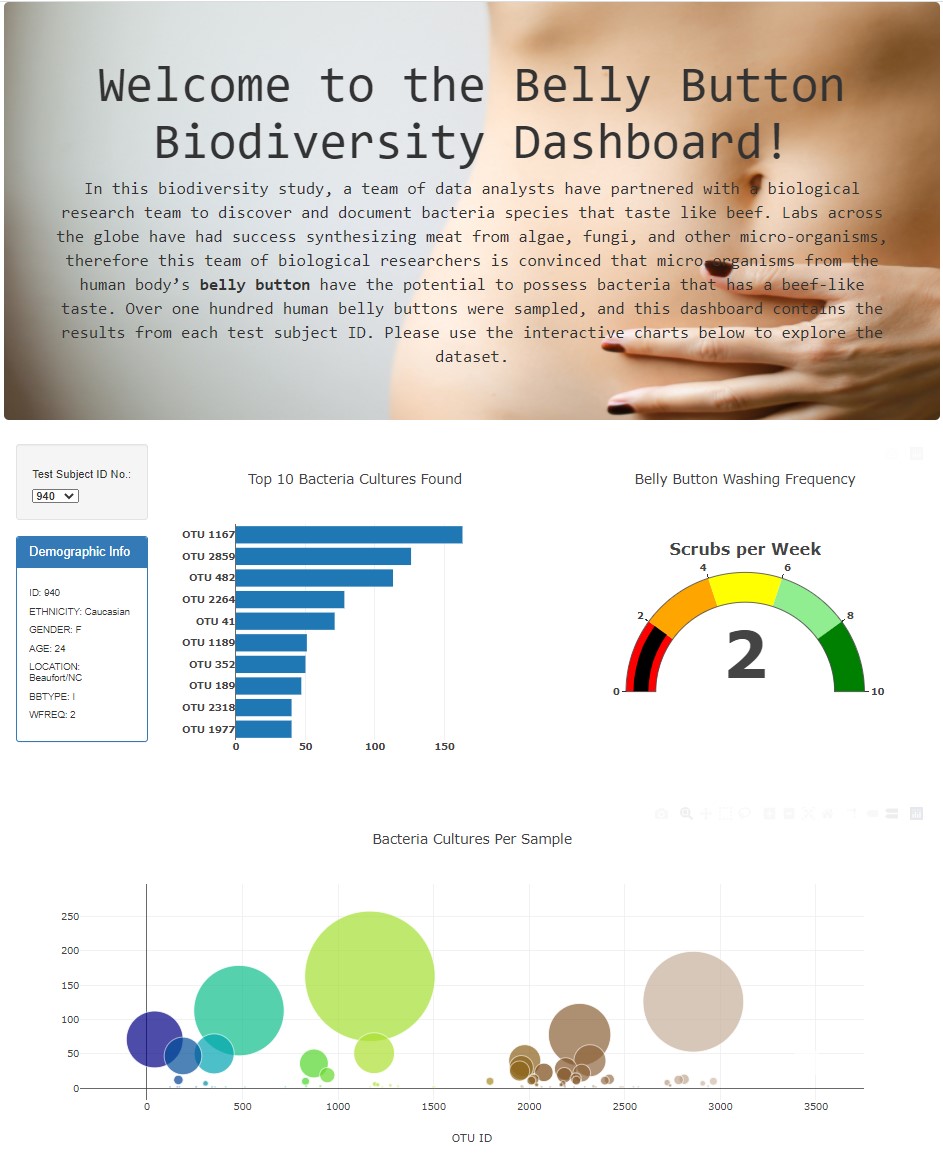 Welcome to the Belly Button
Biodiversity Dashboard!
In this biodiversity study, a team of data analysts have partnered with a biological
research team to discover and document bacteria species that taste like beef. Labs across
the globe have had success synthesizing meat from algae, fungi, and other micro-organisms,
therefore this team of biological researchers is convinced that micro-organisms from the
human body’s belly button have the potential to possess bacteria that has a beef-like
taste. Over one hundred human belly buttons were sampled, and this dashboard contains the
results from each test subject ID. Please use the interactive charts below to explore the
dataset.
Test Subject ID No.:
940
Demographic Info
ID: 940
ETHNICITY: Caucasian
GENDER: F
AGE: 24
LOCATION:
Beaufort/NC
BBTYPE: I
WFREQ: 2
Top 10 Bacteria Cultures Found
OTU 1167
OTU 2859
OTU 482
OTU 2264
OTU 41
OTU 1189
OTU 352
OTU 189
OTU 2318
OTU 1977
0 50 100 150
Belly Button Washing Frequency
Scrubs per Week
4 6
2 8
2
0 10
Bacteria Cultures Per Sample
250
200
150
100
50
0
0 500 1000 1500 2000 2500 3000 3500
OTU ID